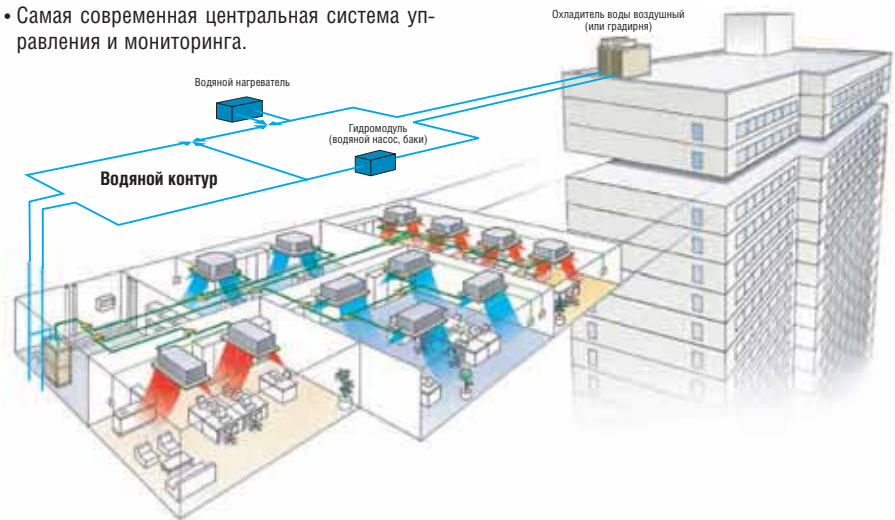 • Самая современная центральная система уп-
равления и мониторинга.
Охладитель воды воздушный
(или градирня)
Водяной нагреватель
Гидромодуль
(водяной насос, баки)
Водяной контур